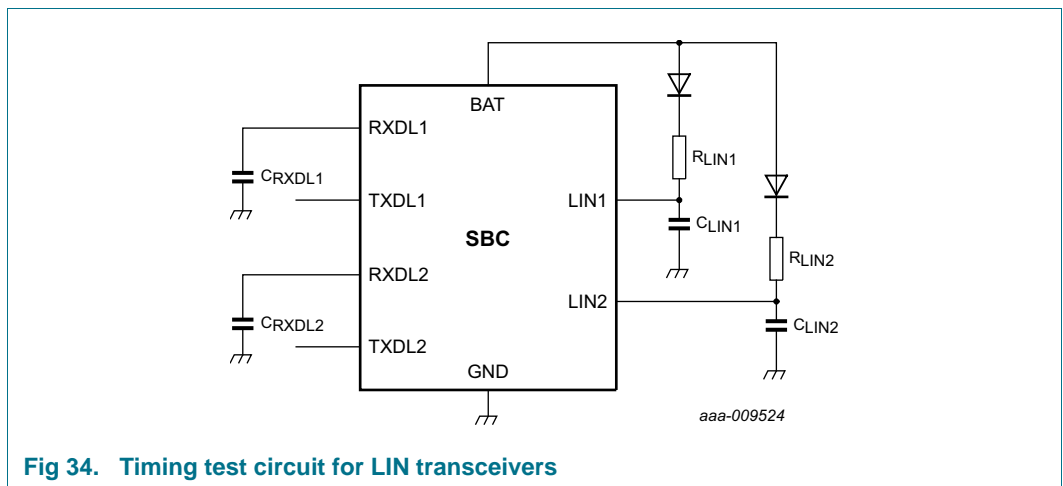 BAT
RXDL1
CRXDL1
RLIN1
TXDL1
LIN1
CLIN1
SBC
RLIN2
RXDL2
LIN2
CRXDL2
CLIN2
TXDL2
GND
aaa-009524
Fig 34. Timing test circuit for LIN transceivers